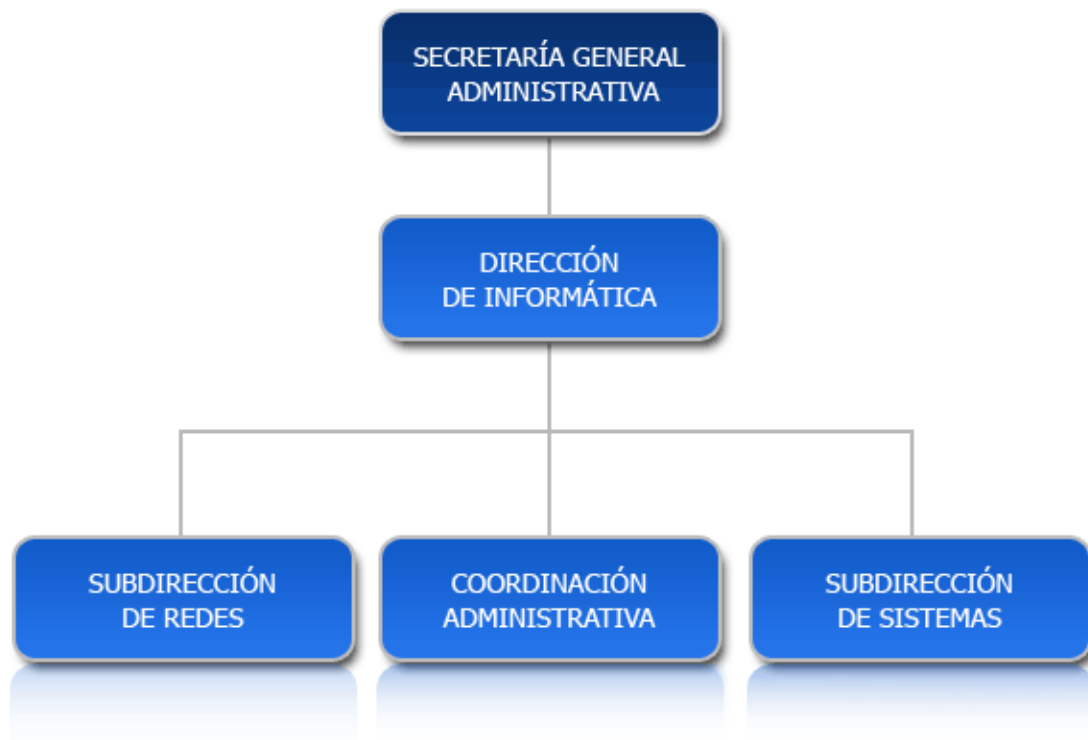 SECRETARÍA GENERAL
ADMINISTRATIVA
DIRECCIÓN
DE INFORMÁTICA
SUBDIRECCIÓN
DE REDES
COORDINACIÓN
ADMINISTRATIVA
SUBDIRECCIÓN
DE SISTEMAS